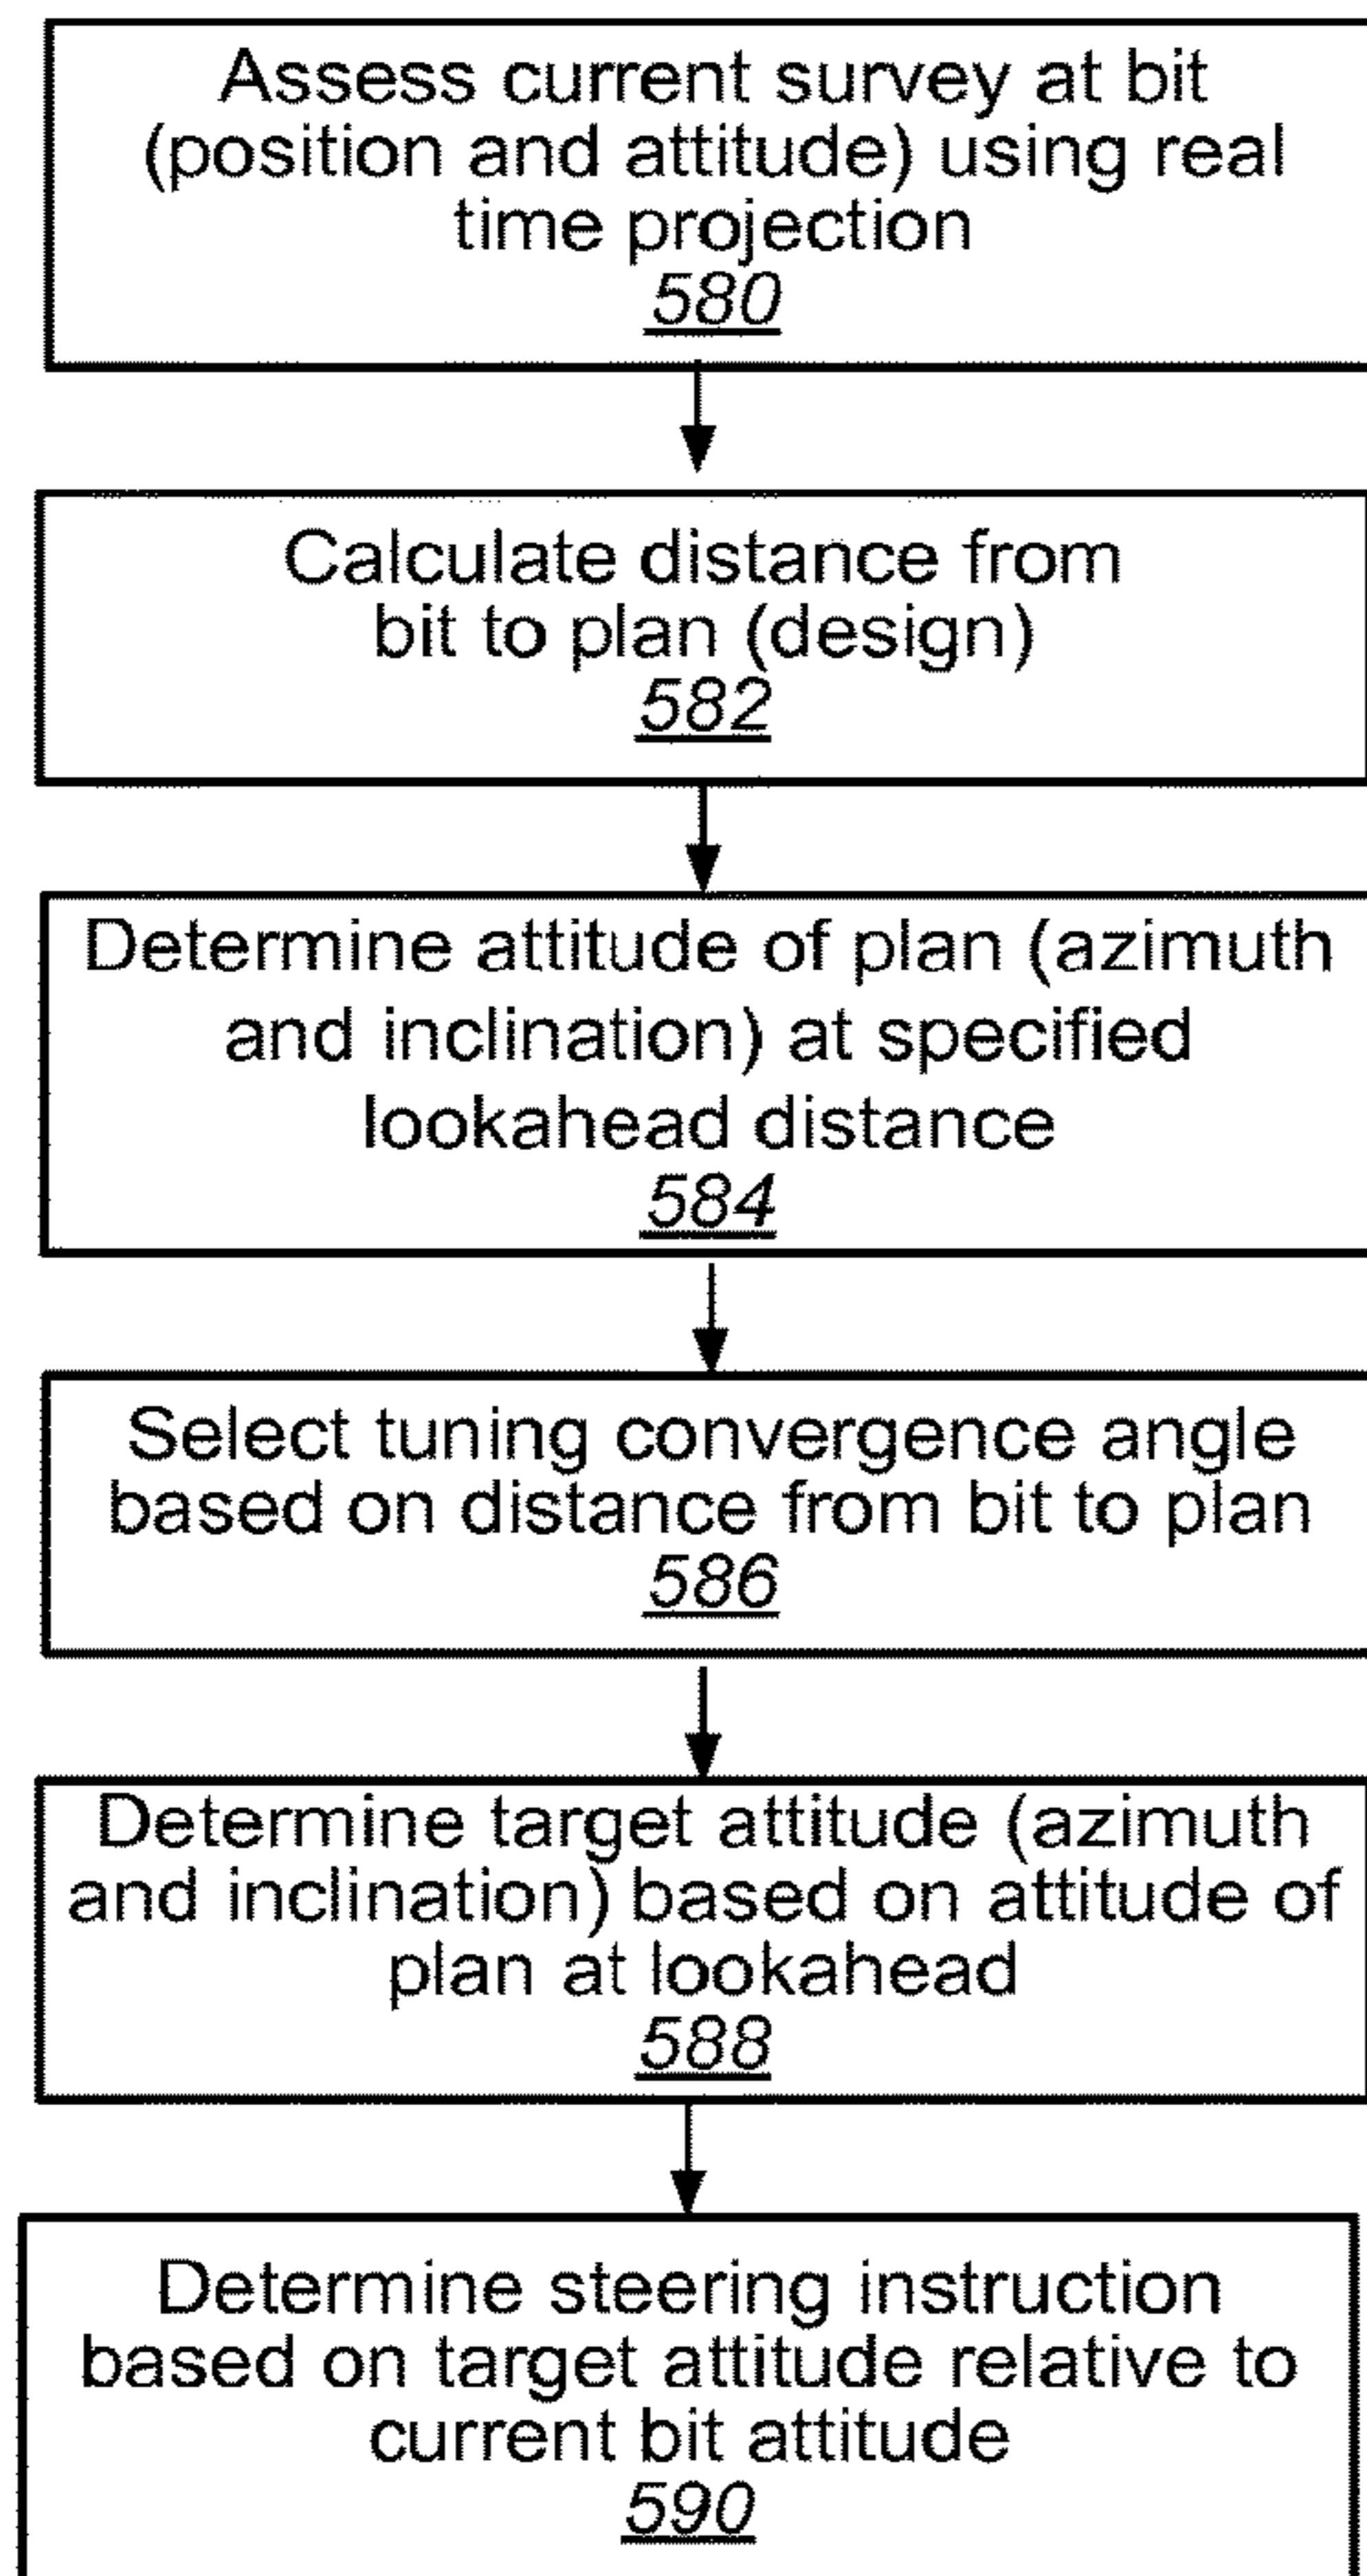 Assess current survey at bit
(position and attitude) using real
time projection
580
Calculate distance from
bit to plan (design)
582
Determine attitude of plan (azimuth
and inclination) at specified
lookahead distance
584
Select tuning convergence angle
based on distance from bit to plan
586
Determine target attitude (azimuth
and inclination) based on attitude of
plan at lookahead
588
Determine steering instruction
based on target attitude relative to
current bit attitude
590